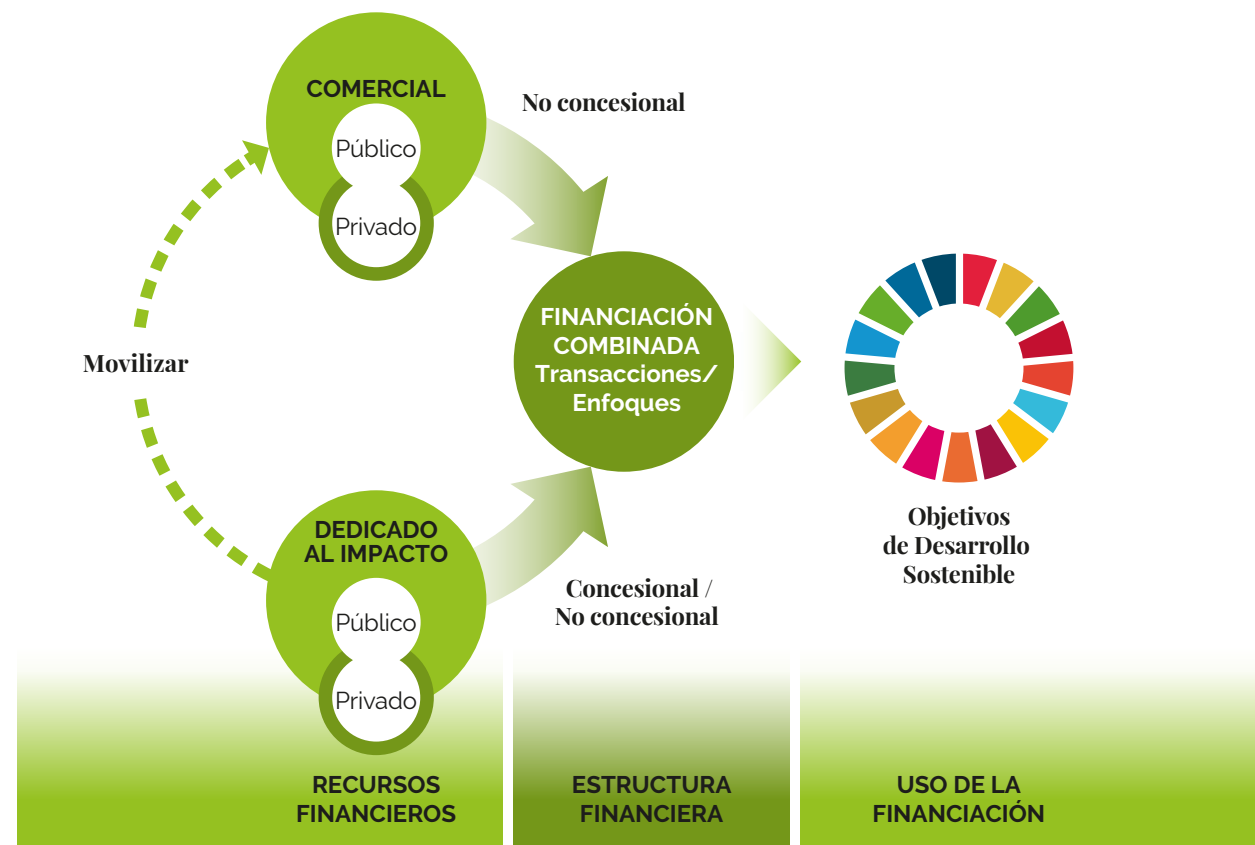 COMERCIAL
Público
Privado
No concesional
Movilizar
FINANCIACIÓN
COMBINADA
Transacciones/
Enfoques
DEDICADO
AL IMPACTO
Público
Privado
Concesional /
No concesional
Objetivos
de Desarrollo
Sostenible
RECURSOS
FINANCIEROS
ESTRUCTURA
FINANCIERA
USO DE LA
FINANCIACIÓN